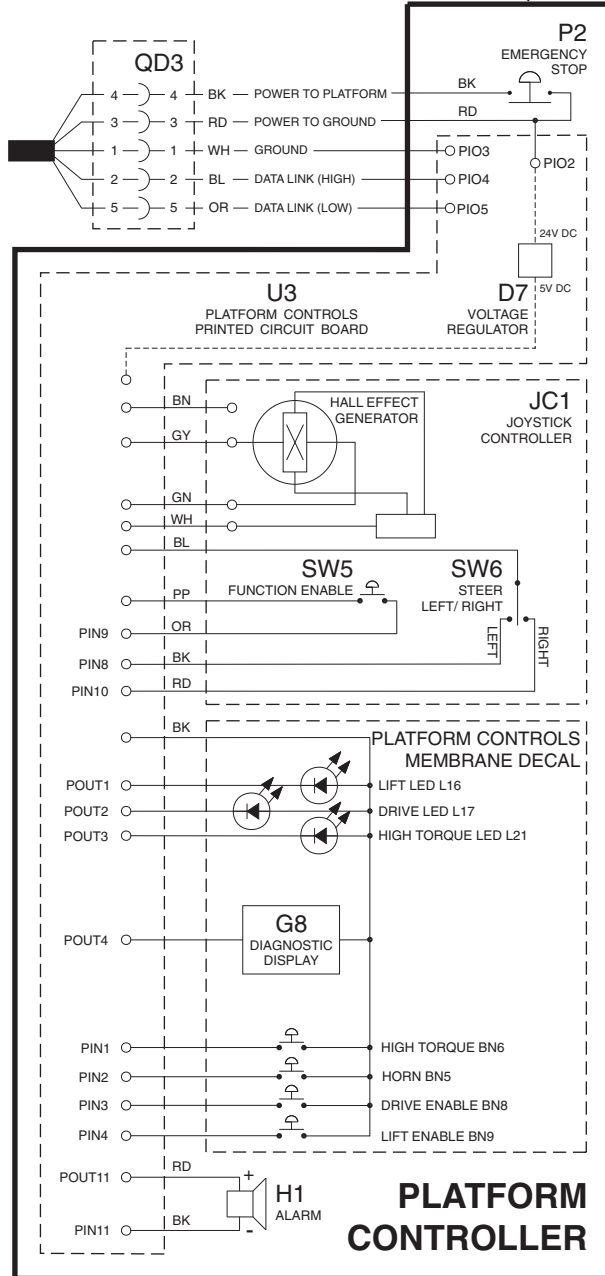 P2
EMERGENCY
STOP
QD3
4 4 BK POWER TO PLATFORM BK
3 3 RD POWER TO GROUND RD
1 1 WH GROUND PIO3
PIO2
2 2 BL DATA LINK (HIGH) PIO4
5 5 OR DATA LINK (LOW) PIO5
24V DC
U3
PLATFORM CONTROLS
PRINTED CIRCUIT BOARD
D7
VOLTAGE
REGULATOR
5V DC
BN
HALL EFFECT
GENERATOR
JC1
JOYSTICK
CONTROLLER
GY
GN
WH
BL
SW5
FUNCTION ENABLE
SW6
STEER
LEFT/ RIGHT
PP
PIN9 OR
LEFT
RIGHT
PIN8 BK
PIN10 RD
BK
PLATFORM CONTROLS
MEMBRANE DECAL
POUT1 LIFT LED L16
POUT2 DRIVE LED L17
POUT3 HIGH TORQUE LED L21
POUT4
G8
DIAGNOSTIC
DISPLAY
PIN1 HIGH TORQUE BN6
PIN2 HORN BN5
PIN3 DRIVE ENABLE BN8
PIN4 LIFT ENABLE BN9
POUT11 RD +
H1
ALARM
PIN11 BK -
PLATFORM
CONTROLLER